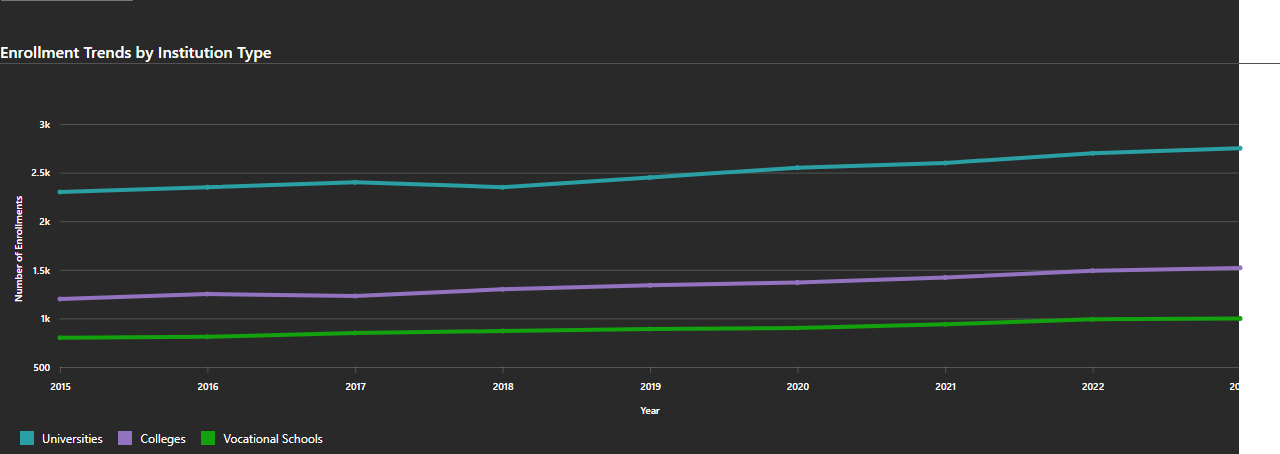 Enrollment Trends by Institution Type
3k
2.5k
2k
1.5k
1k
500
Number of Enrollments
2015 2016 2017 2018 2019 2020 2021 2022 20
Year
Universities Colleges Vocational Schools